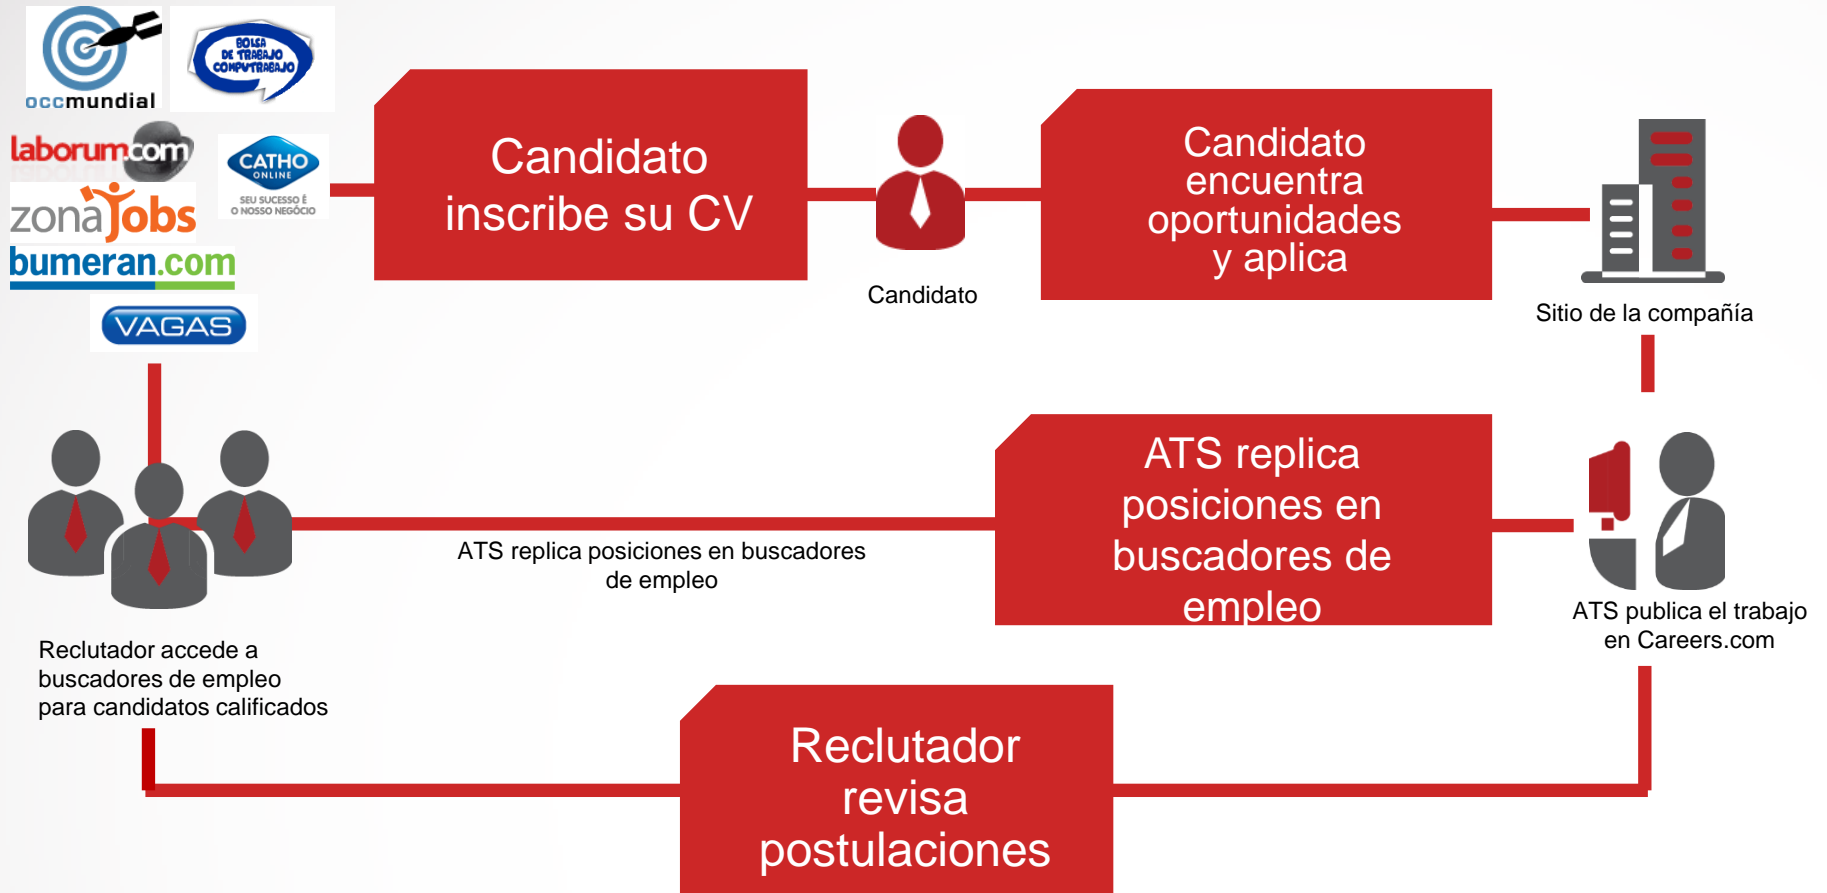 occmundial
BOLSA
DE TRABAJO
COMPUTRABAJO
laborum.com
CATHO
ONLINE
SEU SUCESSO É
O NOSSO NEGÓCIO
zonajobs
bumeran.com
VAGAS
Candidato
inscribe su CV
Candidato
Candidato
encuentra
oportunidades
y aplica
Sitio de la compañía
ATS replica posiciones en buscadores
de empleo
ATS replica
posiciones en
buscadores de
empleo
ATS publica el trabajo
en Careers.com
Reclutador accede a
buscadores de empleo
para candidatos calificados
Reclutador
revisa
postulaciones